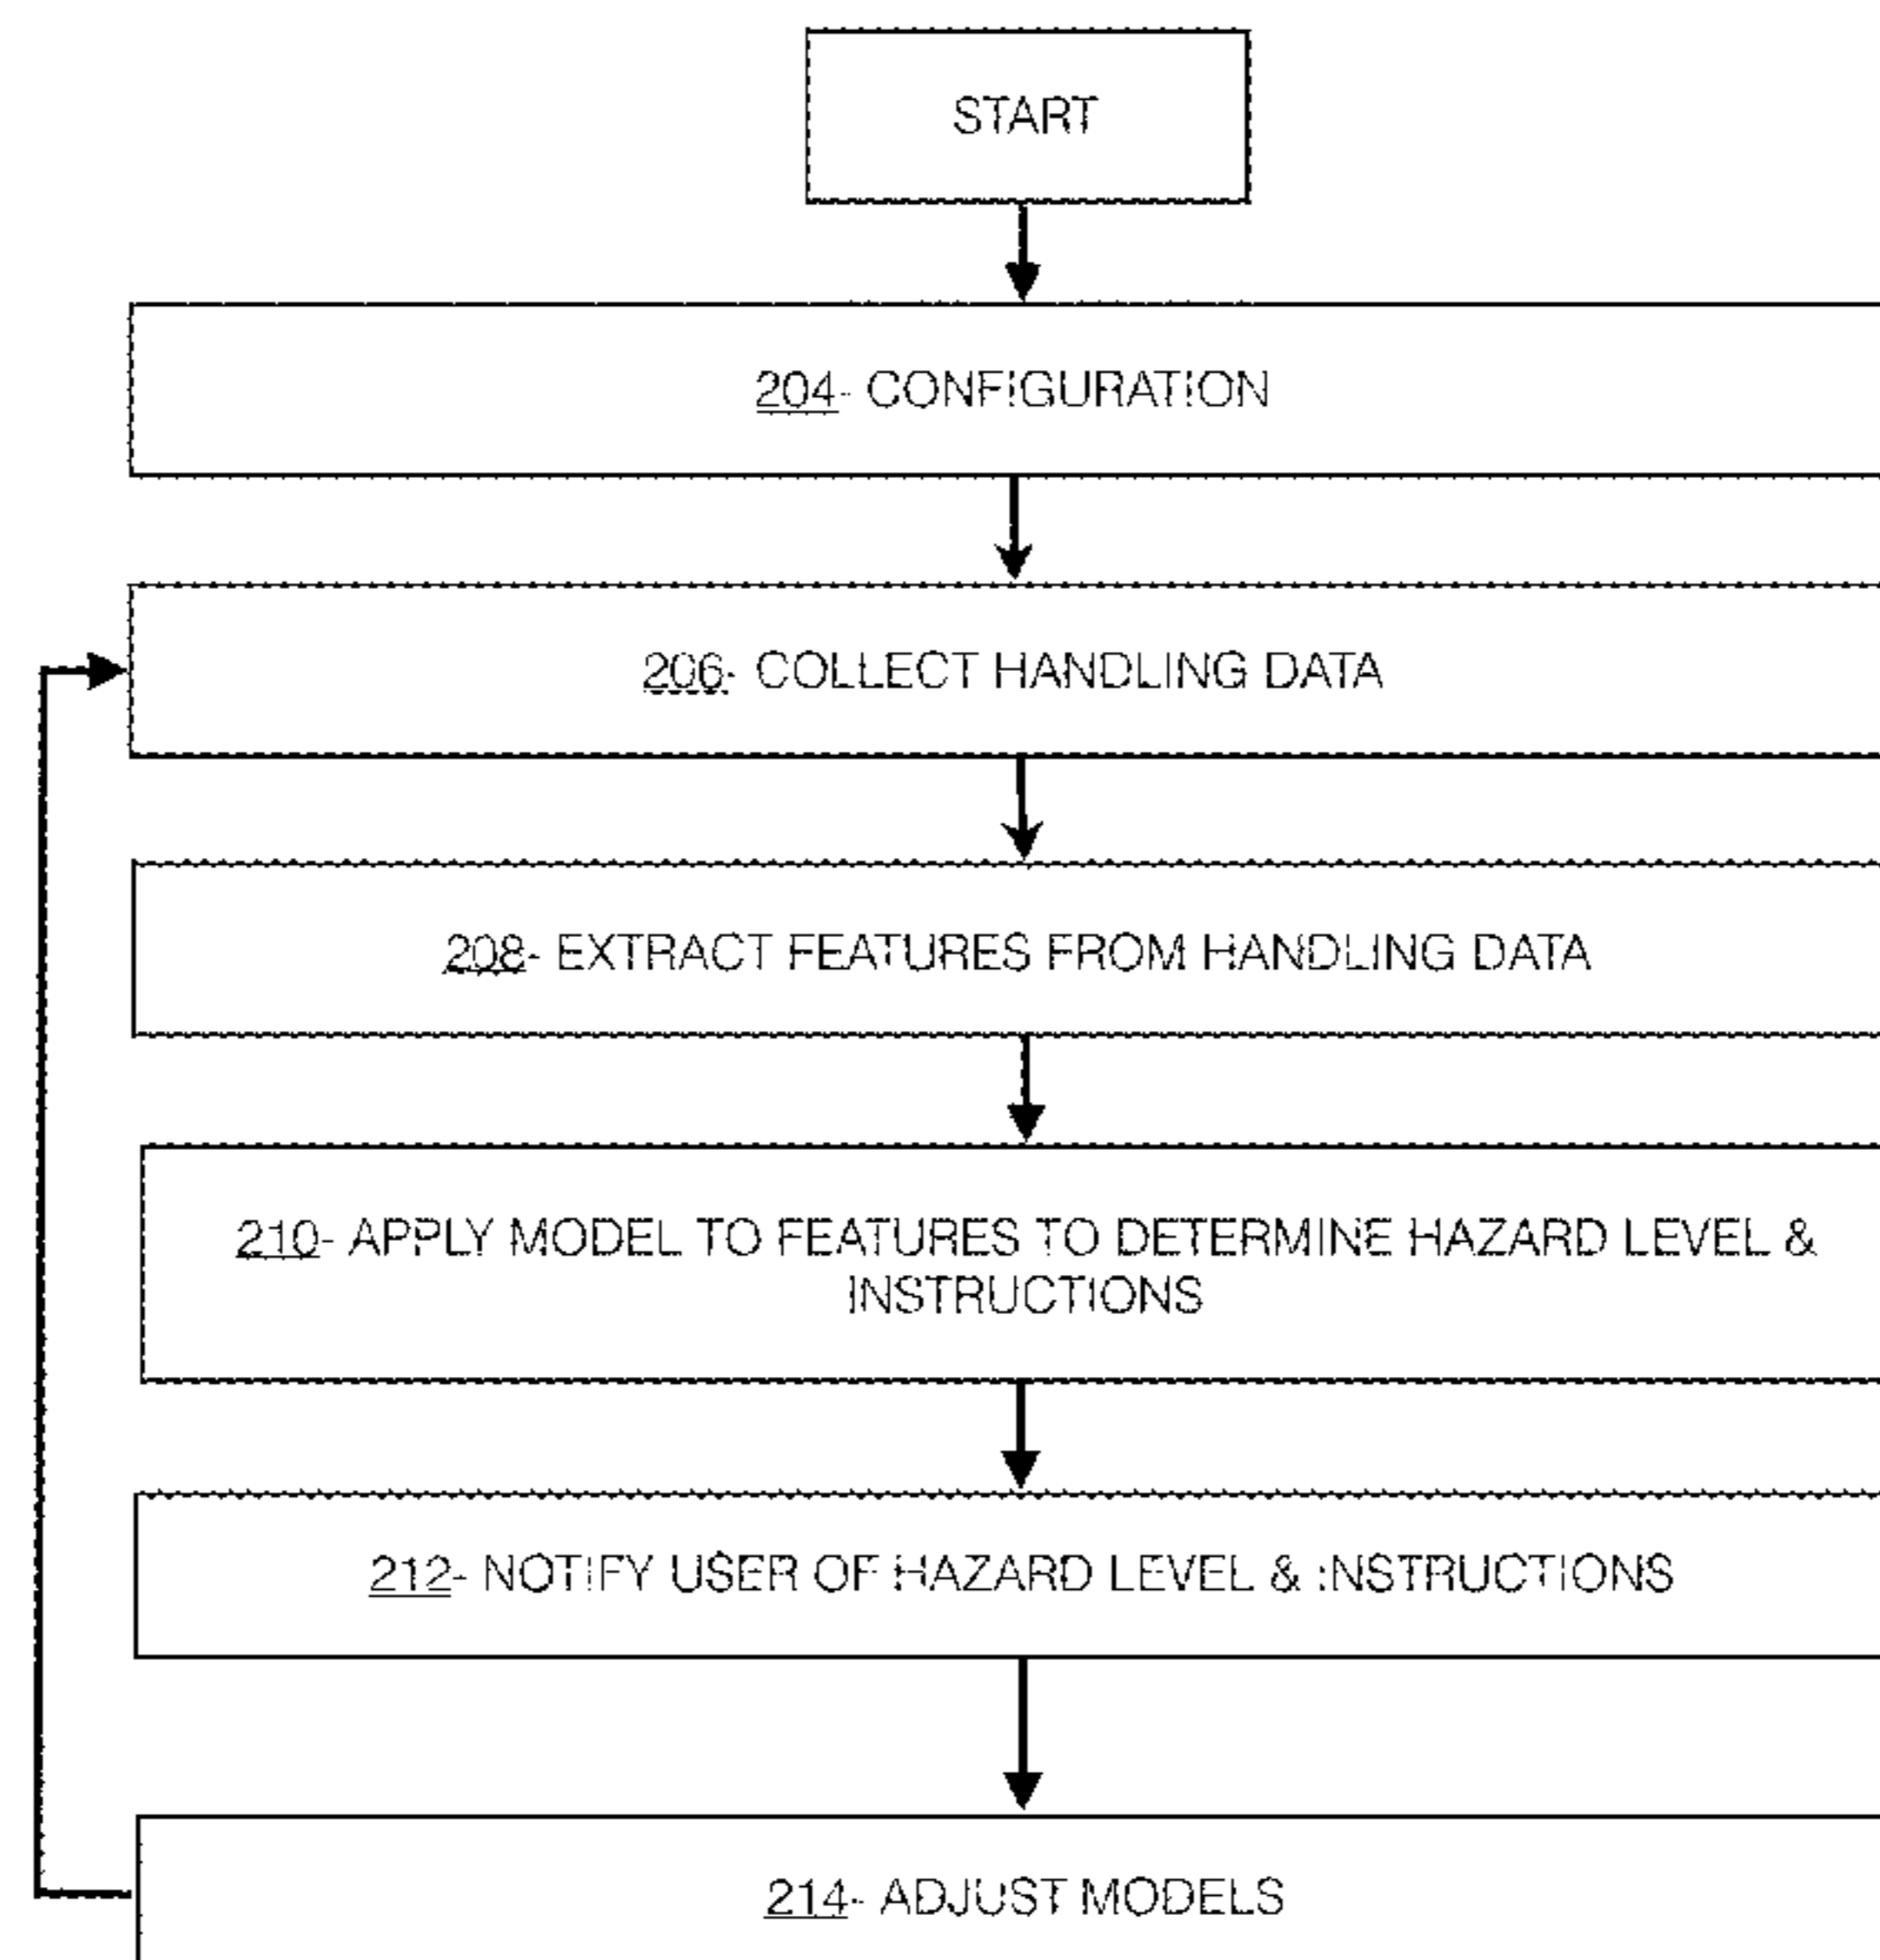 START
204- CONFIGURATION
206- COLLECT HANDLING DATA
208- EXTRACT FEATURES FROM HANDLING DATA
210- APPLY MODEL TO FEATURES TO DETERMINE HAZARD LEVEL &
INSTRUCTIONS
212- NOTIFY USER OF HAZARD LEVEL & INSTRUCTIONS
214- ADJUST MODELS